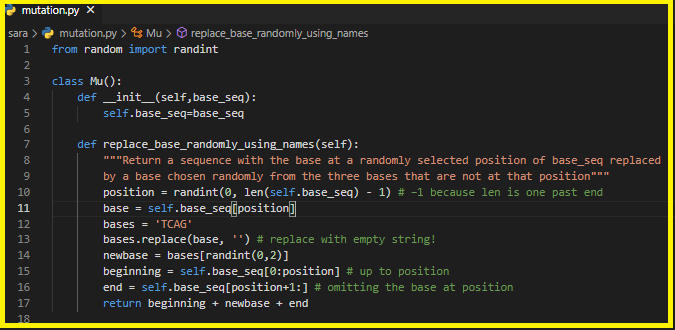 mutation.py ×
sara > mutation.py > Mu > replace_base_randomly_using_names
1 from random import randint
2
3 class Mu():
4 def __init__(self,base_seq):
5 self.base_seq=base_seq
6
7 def replace_base_randomly_using_names(self):
8 """Return a sequence with the base at a randomly selected position of base_seq replaced
9 by a base chosen randomly from the three bases that are not at that position"""
10 position = randint(0, len(self.base_seq) - 1) # −1 because len is one past end
11 base = self.base_seq[position]
12 bases = 'TCAG'
13 bases.replace(base, '') # replace with empty string!
14 newbase = bases[randint(0,2)]
15 beginning = self.base_seq[0:position] # up to position
16 end = self.base_seq[position+1:] # omitting the base at position
17 return beginning + newbase + end
18